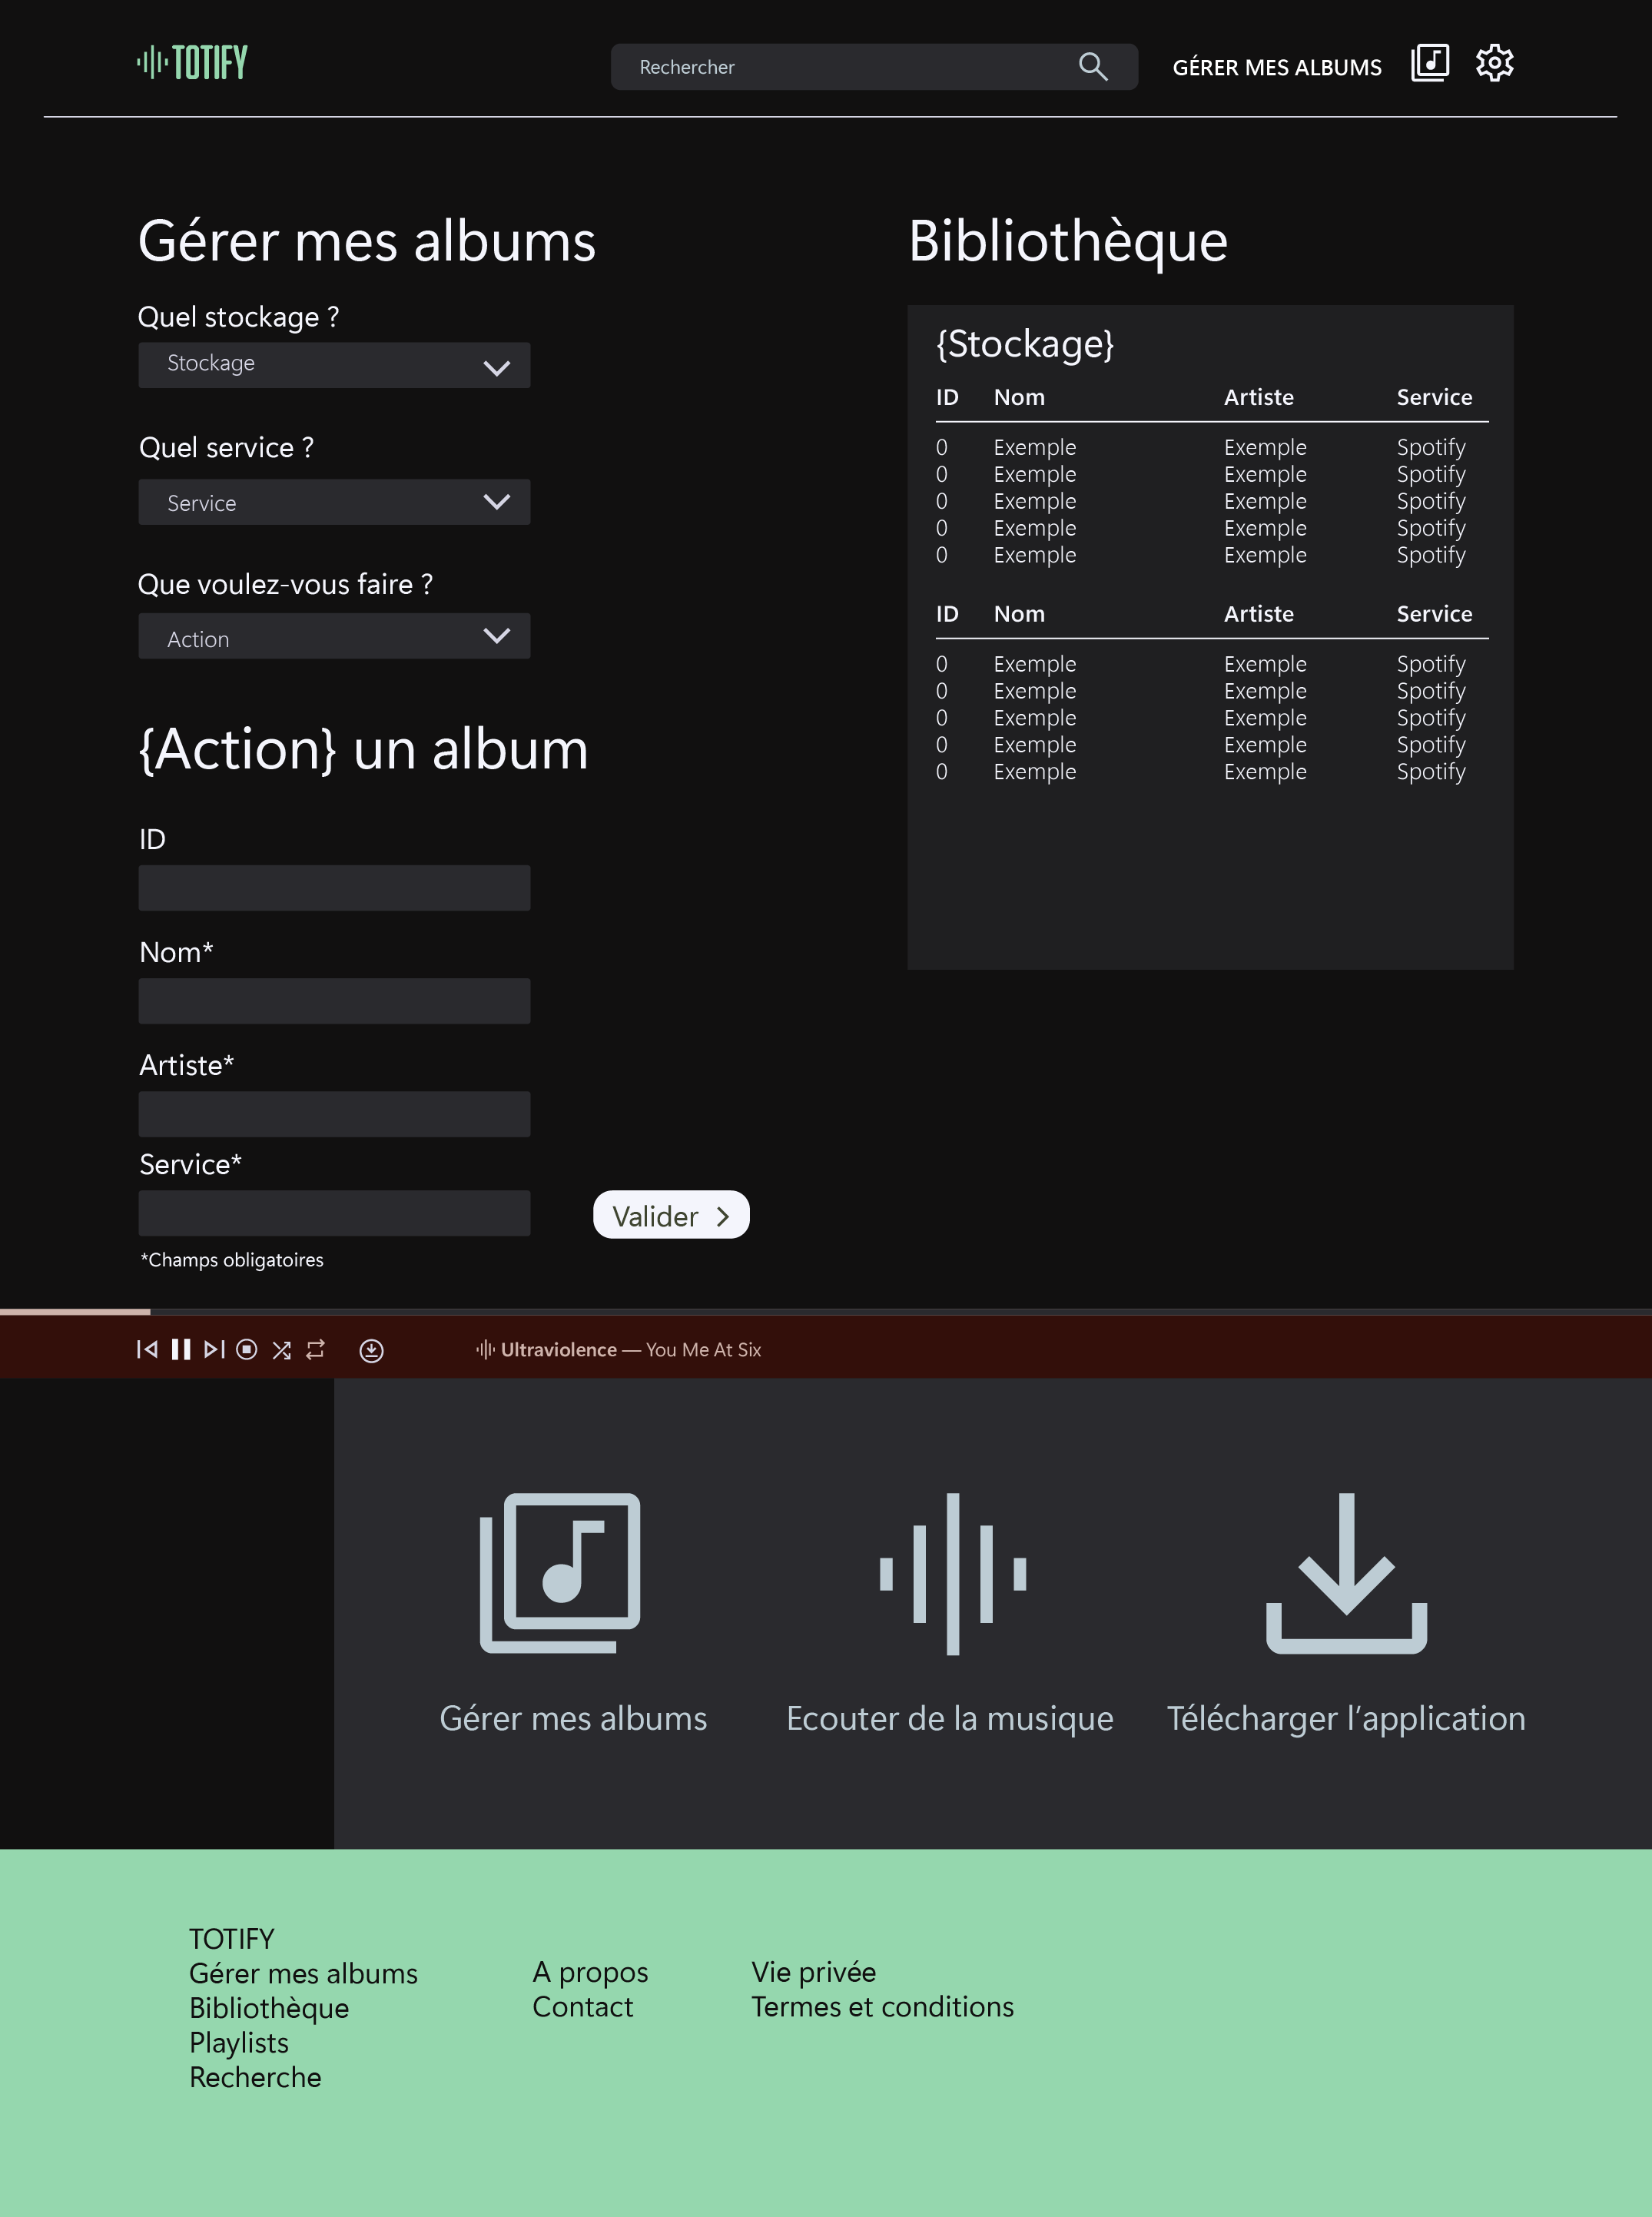 TOTIFY
Rechercher
GÉRER MES ALBUMS
Gérer mes albums
Quel stockage ?
Stockage
Quel service ?
Service
Que voulez-vous faire ?
Action
{Action} un album
ID
Nom*
Artiste*
Service*
Valider
*Champs obligatoires
Bibliothèque
{Stockage}
ID Nom Artiste Service
0 Exemple Exemple Spotify
0 Exemple Exemple Spotify
0 Exemple Exemple Spotify
0 Exemple Exemple Spotify
0 Exemple Exemple Spotify
ID Nom Artiste Service
0 Exemple Exemple Spotify
0 Exemple Exemple Spotify
0 Exemple Exemple Spotify
0 Exemple Exemple Spotify
0 Exemple Exemple Spotify
Ultraviolence — You Me At Six
Gérer mes albums
Ecouter de la musique
Télécharger l’application
TOTIFY
Gérer mes albums
Bibliothèque
Playlists
Recherche
A propos
Contact
Vie privée
Termes et conditions